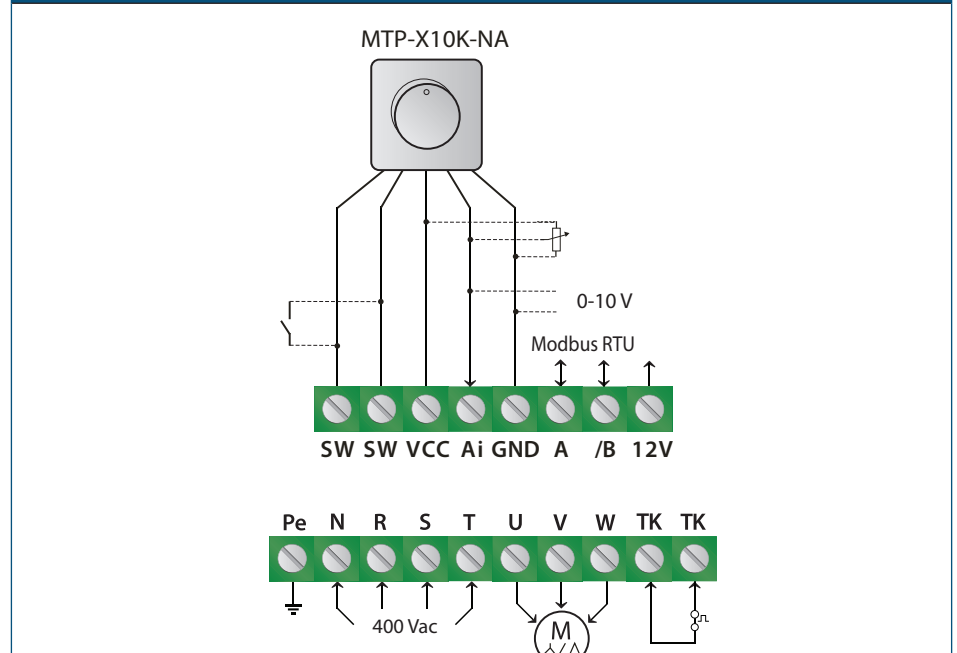 MTP-X10K-NA
0-10 V
Modbus RTU
SW SW VCC Ai GND A /B 12V
Pe N R S T U V W TK TK
400 Vac
M